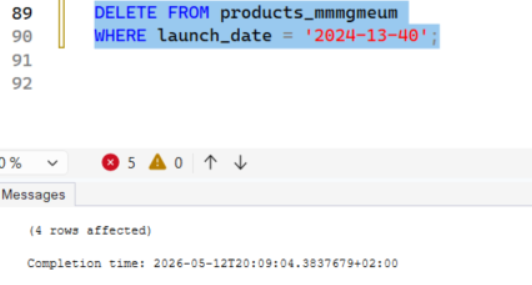 89 DELETE FROM products_mmmgmeum
90 WHERE launch_date = '2024-13-40';
91
92
0 % 5 0
Messages
(4 rows affected)
Completion time: 2026-05-12T20:09:04.3837679+02:00